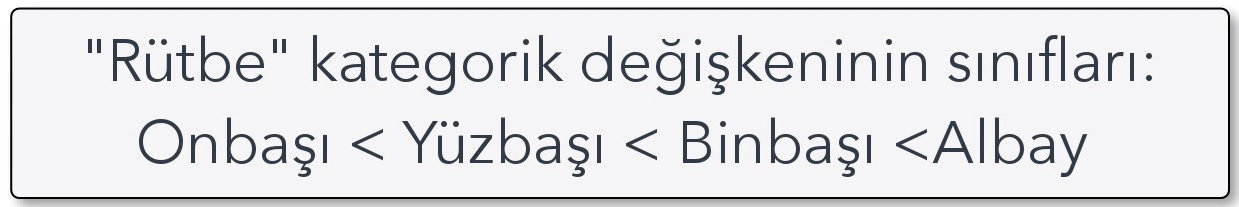 "Rütbe" kategorik değişkeninin sınıfları:
Onbaşı < Yüzbaşı < Binbaşı <Albay